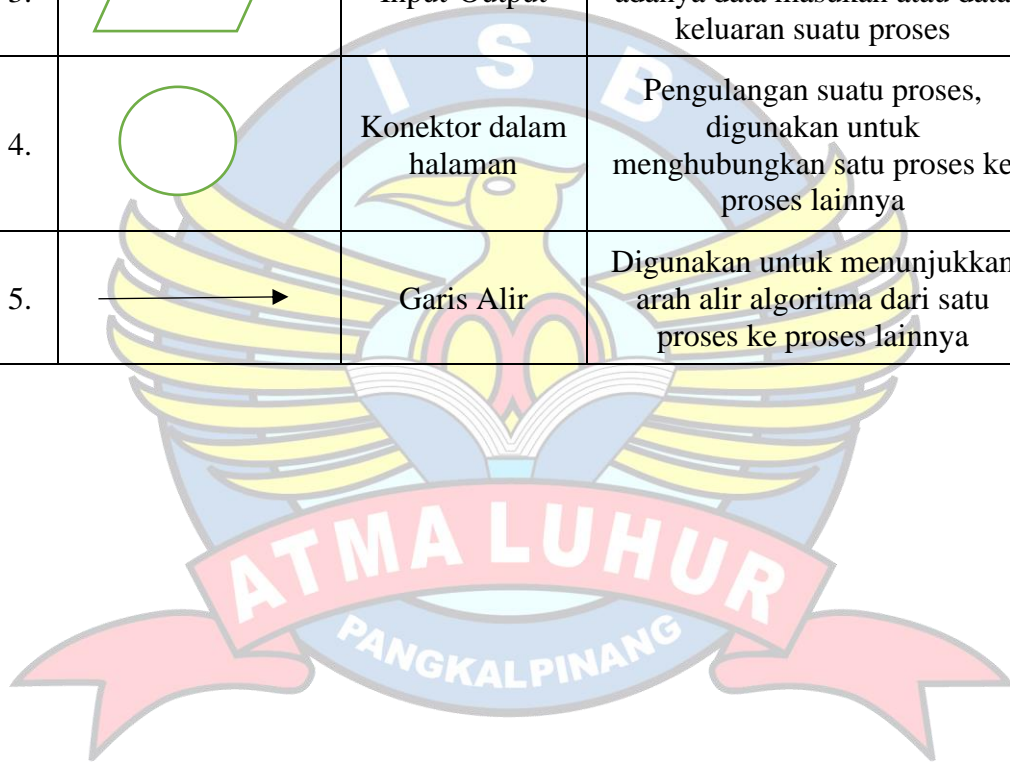 3.
Input Output
adanya data masukan atau data
keluaran suatu proses
4.
Konektor dalam
halaman
Pengulangan suatu proses,
digunakan untuk
menghubungkan satu proses ke
proses lainnya
5.
Garis Alir
Digunakan untuk menunjukkan
arah alir algoritma dari satu
proses ke proses lainnya
I S B
ATMA LUHUR
PANGKALPINANG